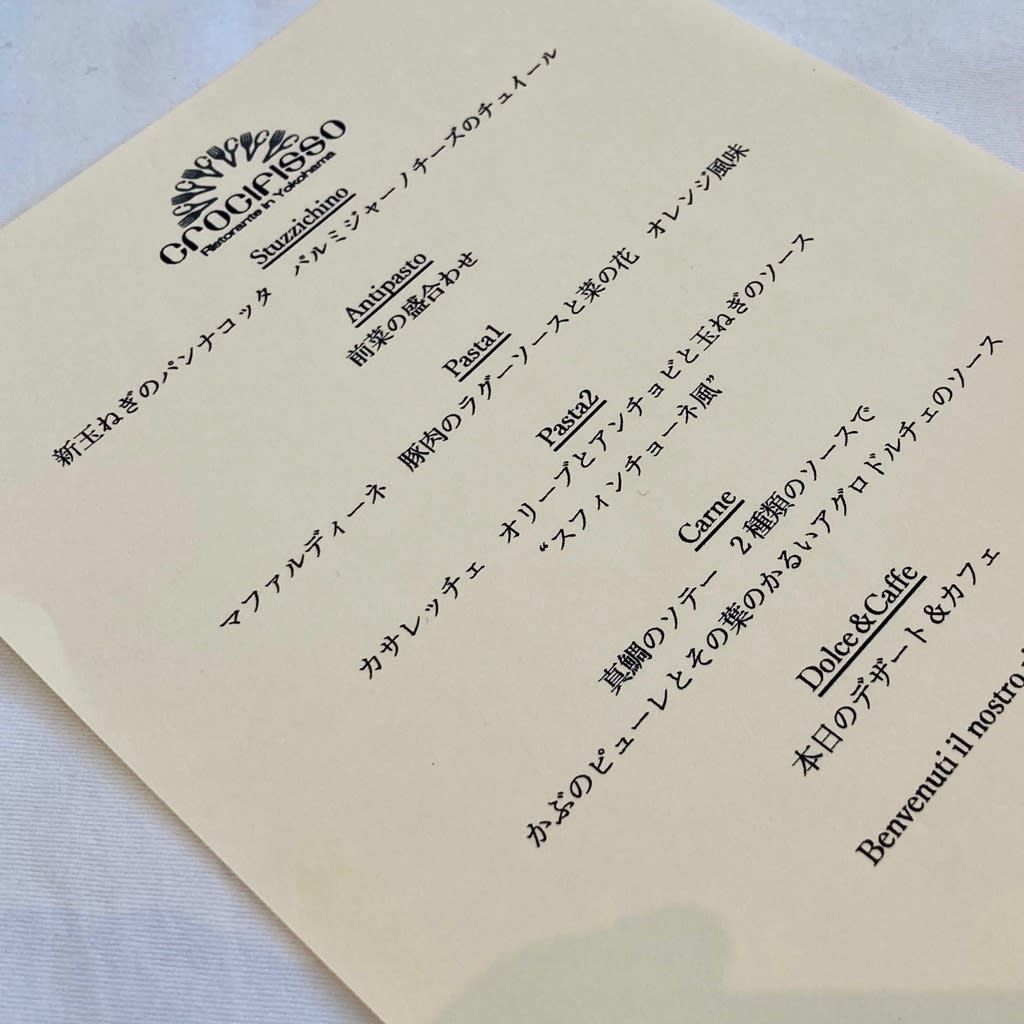 crocifisso
Ristorante in Yokohama
Stuzzichino
新玉ねぎのパンナコッタ　パルミジャーノチーズのチュイール
Antipasto
前菜の盛合わせ
Pasta1
マファルディーネ　豚肉のラグーソースと菜の花　オレンジ風味
Pasta2
カサレッチェ　オリーブとアンチョビと玉ねぎのソース
“スフィンチョーネ風”
Carne
真鯛のソテー　2種類のソースで
かぶのピューレとその葉のかるいアグロドルチェのソース
Dolce&Caffe
本日のデザート&カフェ
Benvenuti il nostro